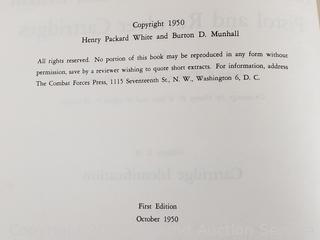 Copyright 1950
Henry Packard White and Burton D. Munhall
All rights reserved. No portion of this book may be reproduced in any form without
permission, save by a reviewer wishing to quote short extracts. For information, address
The Combat Forces Press, 1115 Seventeenth St., N. W., Washington 6, D. C.
Cartridge Identification
First Edition
October 1950